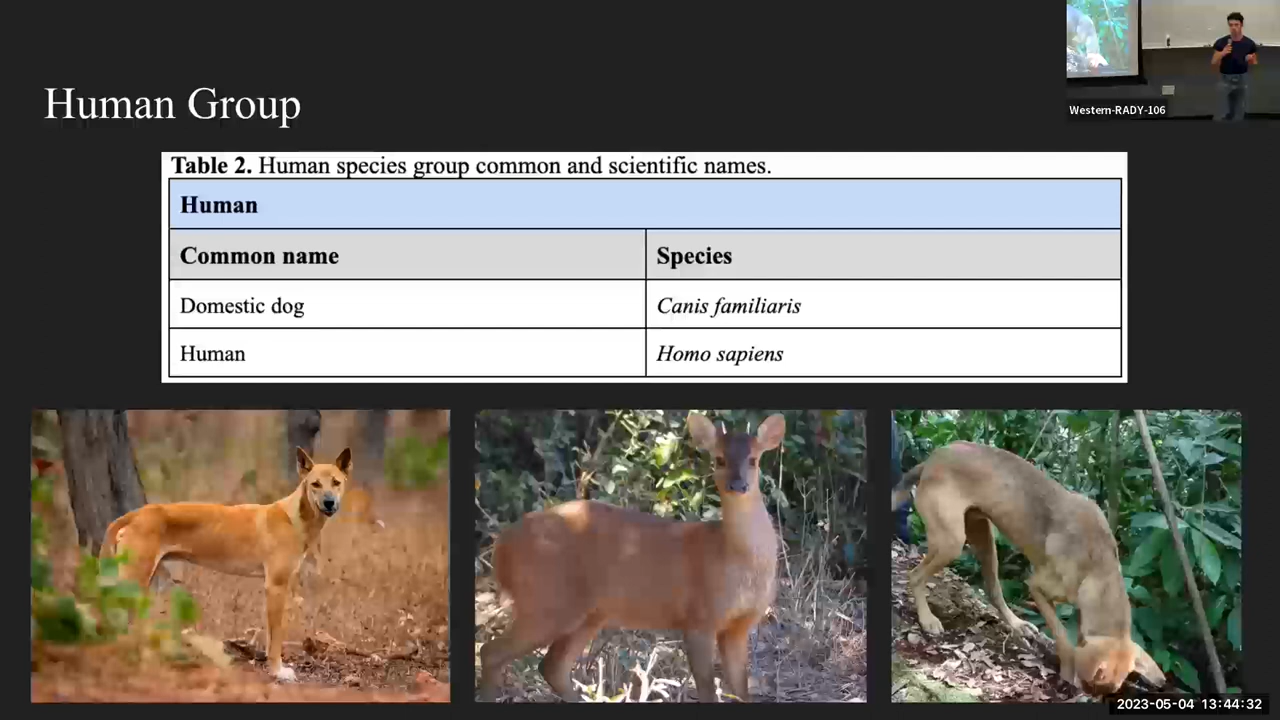 Western-RADY-106
Human Group
Table 2. Human species group common and scientific names.
Human
Common name Species
Domestic dog Canis familiaris
Human Homo sapiens
2023-05-04 13:44:32